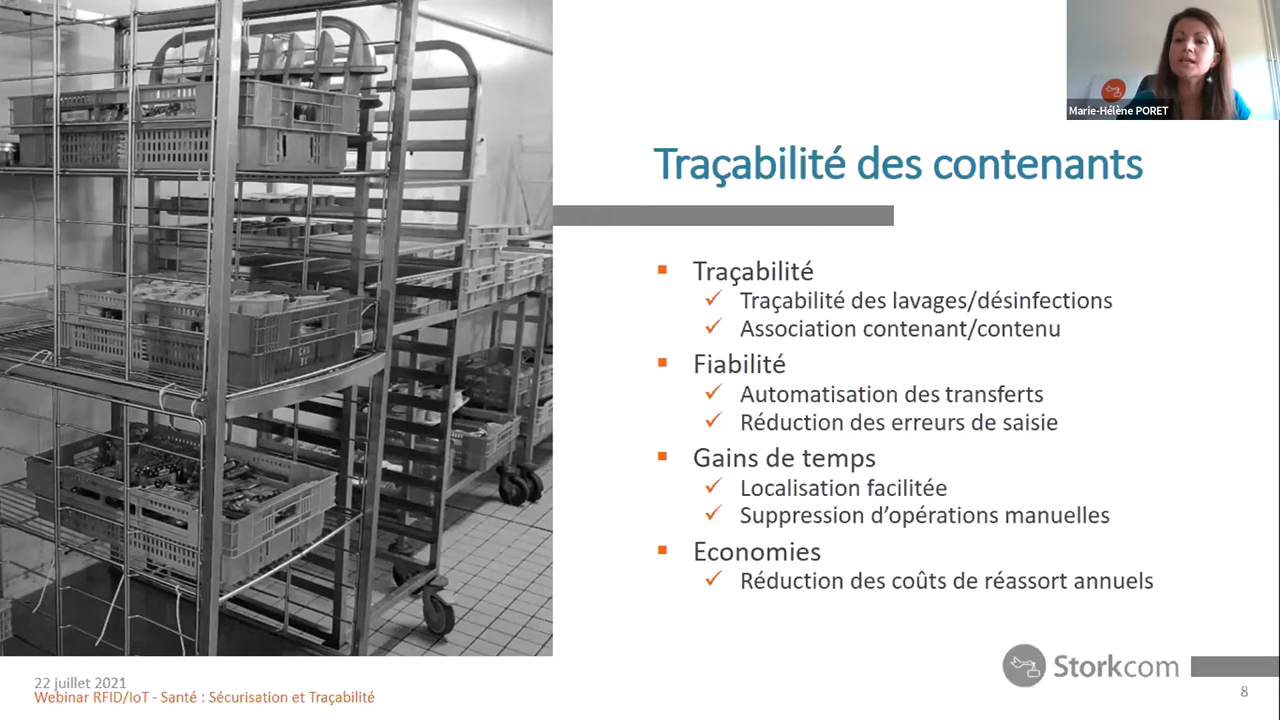 Marie-Hélène PORET
Traçabilité des contenants
Traçabilité
Traçabilité des lavages/désinfections
Association contenant/contenu
Fiabilité
Automatisation des transferts
Réduction des erreurs de saisie
Gains de temps
Localisation facilitée
Suppression d’opérations manuelles
Economies
Réduction des coûts de réassort annuels
Storkcom
22 juillet 2021
Webinar RFID/IoT - Santé : Sécurisation et Traçabilité
8